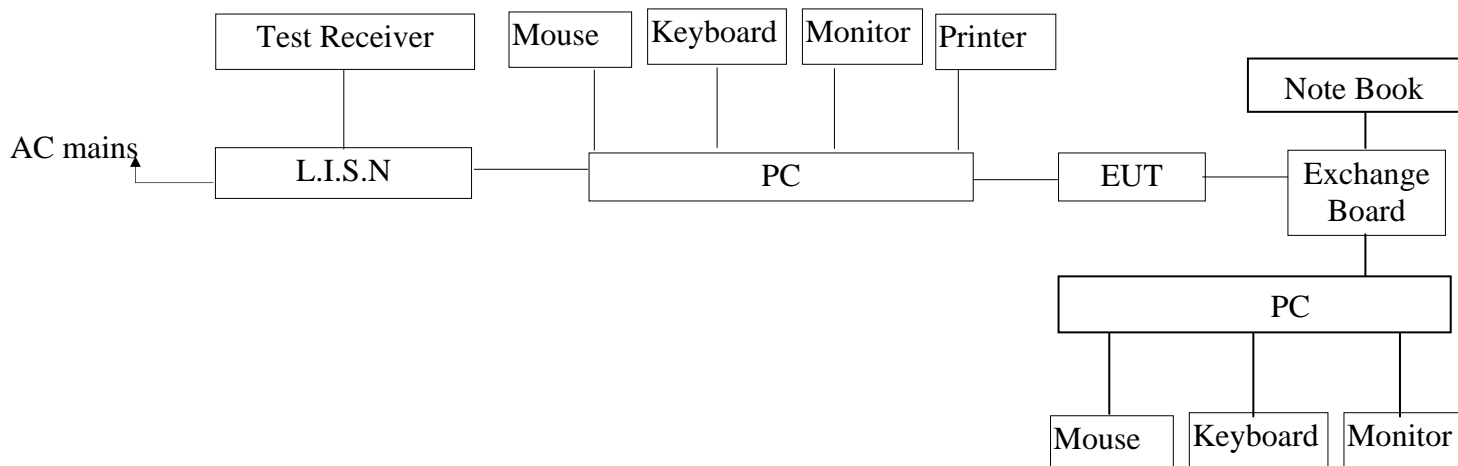 Test Receiver
Mouse
Keyboard
Monitor
Printer
Note Book
AC mains
L.I.S.N
PC
EUT
Exchange
Board
PC
Mouse
Keyboard
Monitor